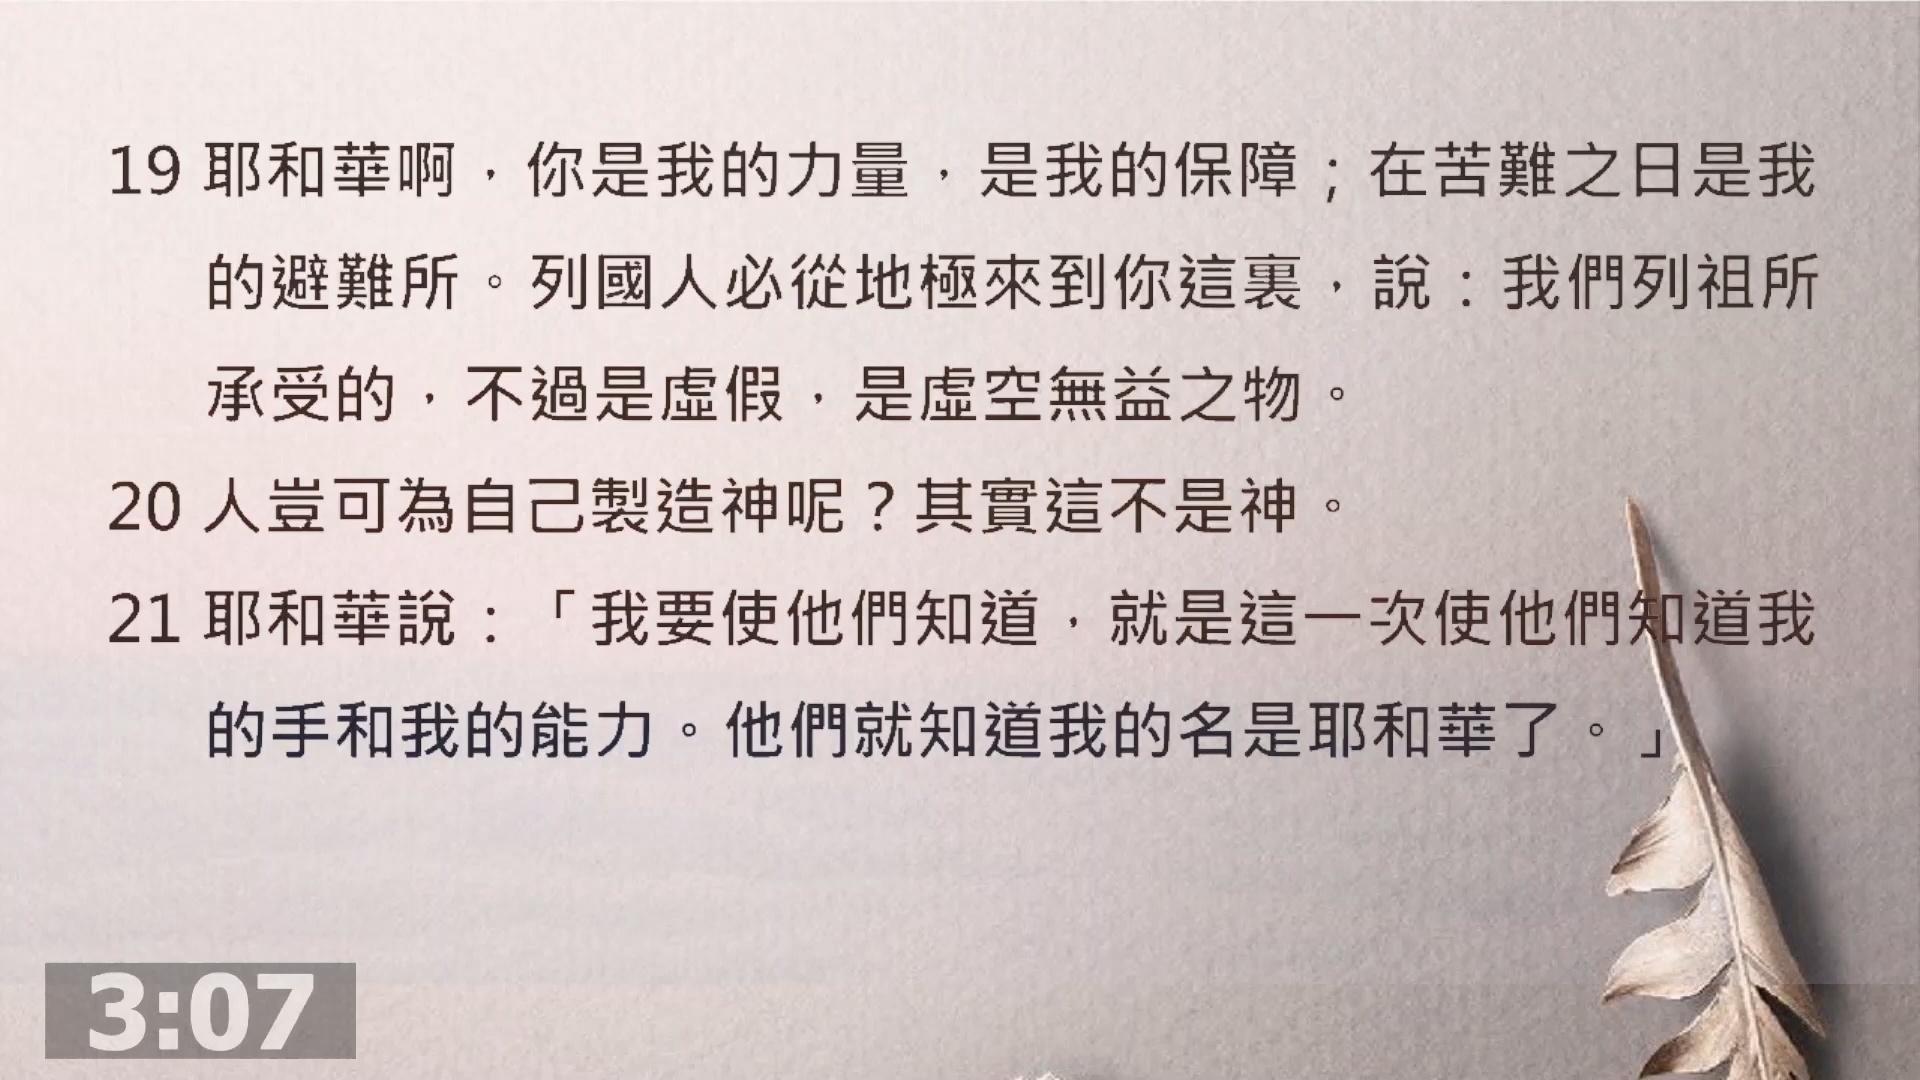 19 耶和華啊，你是我的力量，是我的保障；在苦難之日是我
的避難所。列國人必從地極來到你這裏，說：我們列祖所
承受的，不過是虛假，是虛空無益之物。
20 人豈可為自己製造神呢？其實這不是神。
21 耶和華說：「我要使他們知道，就是這一次使他們知道我
的手和我的能力。他們就知道我的名是耶和華了。」
3:07